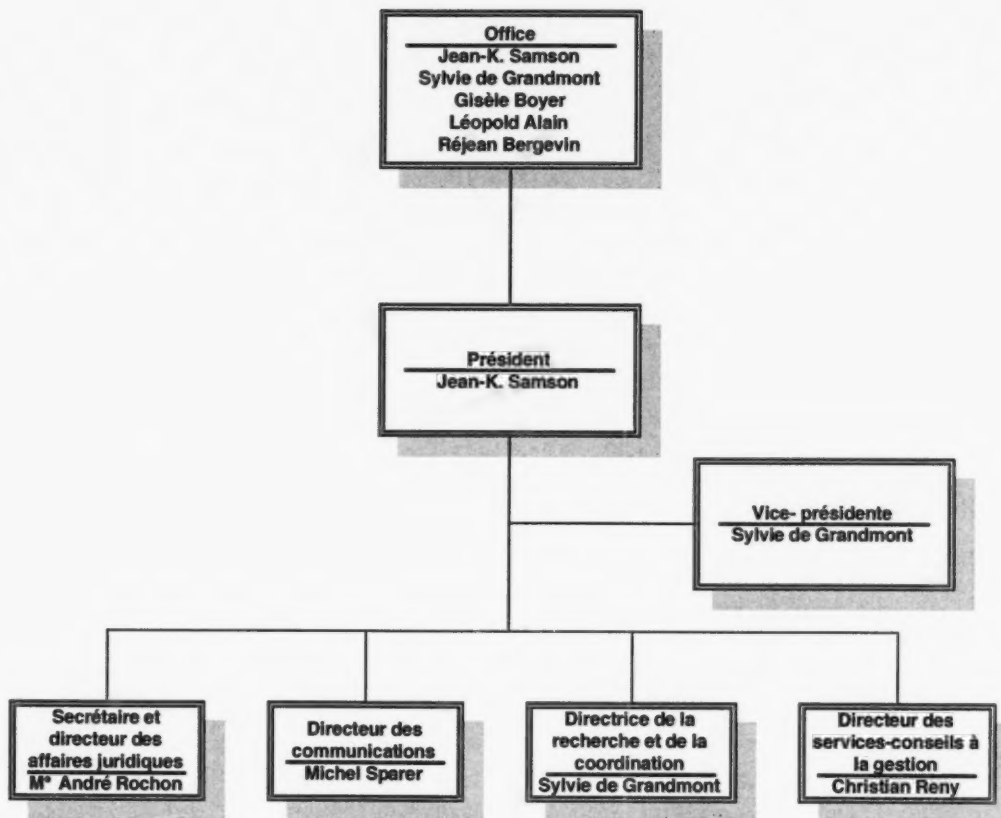 Office
Jean-K. Samson
Sylvie de Grandmont
Gisèle Boyer
Léopold Alain
Réjean Bergevin
Président
Jean-K. Samson
Vice- présidente
Sylvie de Grandmont
Secrétaire et
directeur des
affaires juridiques
Mᵉ André Rochon
Directeur des
communications
Michel Sparer
Directrice de la
recherche et de la
coordination
Sylvie de Grandmont
Directeur des
services-conseils à
la gestion
Christian Reny